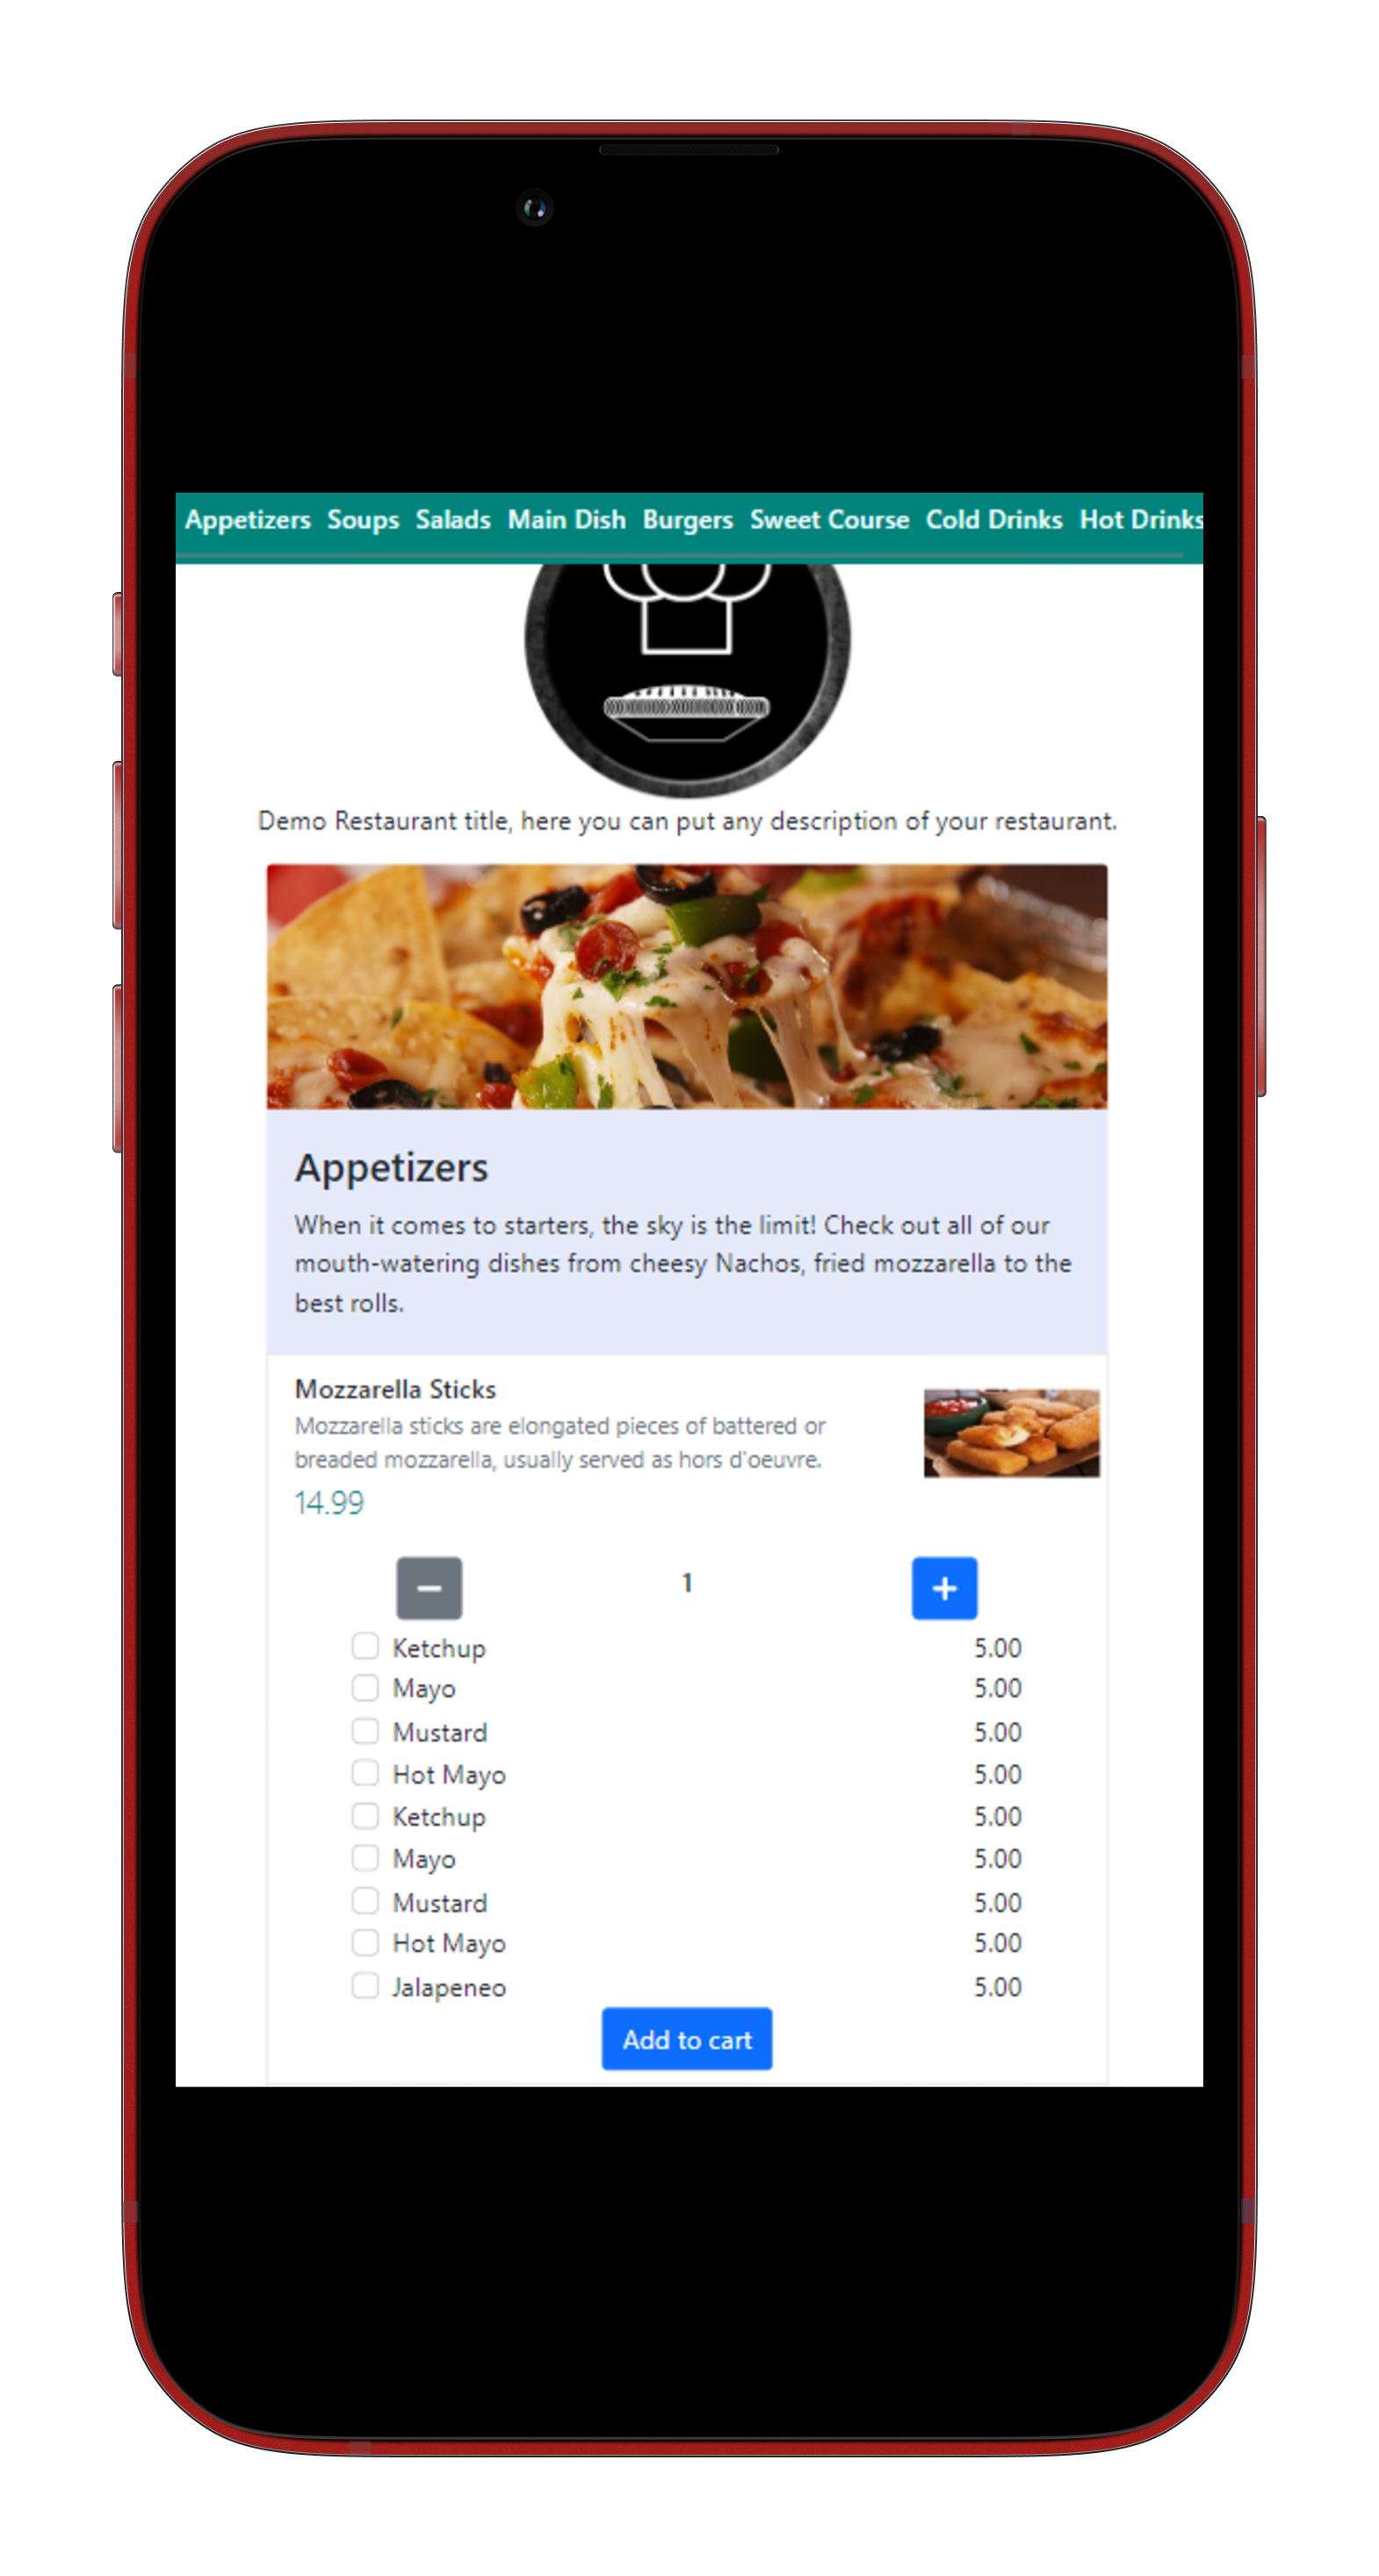 Appetizers Soups Salads Main Dish Burgers Sweet Course Cold Drinks Hot Drinks
Demo Restaurant title, here you can put any description of your restaurant.
Appetizers
When it comes to starters, the sky is the limit! Check out all of our
mouth-watering dishes from cheesy Nachos, fried mozzarella to the
best rolls.
Mozzarella Sticks
Mozzarella sticks are elongated pieces of battered or
breaded mozzarella, usually served as hors d'oeuvre.
14.99
− 1 +
Ketchup 5.00
Mayo 5.00
Mustard 5.00
Hot Mayo 5.00
Ketchup 5.00
Mayo 5.00
Mustard 5.00
Hot Mayo 5.00
Jalapeneo 5.00
Add to cart